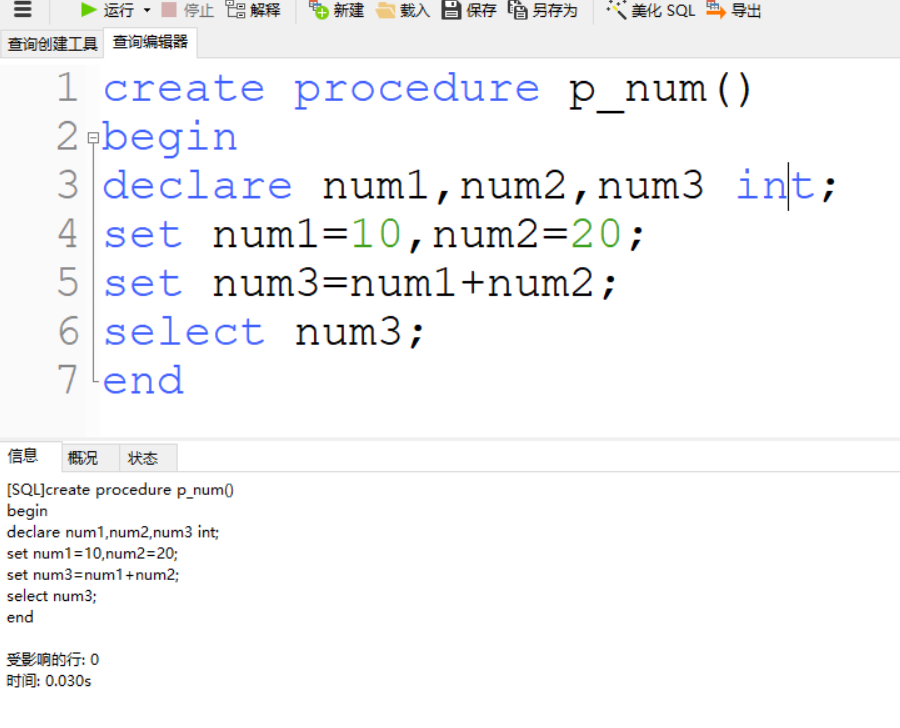 运行 停止 解释 新建 载入 保存 另存为 美化 SQL 导出
查询创建工具 查询编辑器
1 create procedure p_num()
2 begin
3 declare num1,num2,num3 int;
4 set num1=10,num2=20;
5 set num3=num1+num2;
6 select num3;
7 end
信息 概况 状态
[SQL]create procedure p_num()
begin
declare num1,num2,num3 int;
set num1=10,num2=20;
set num3=num1+num2;
select num3;
end
受影响的行: 0
时间: 0.030s